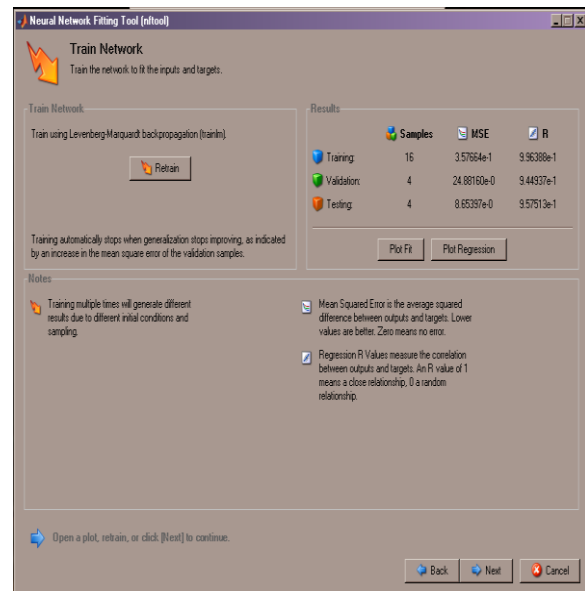 Neural Network Fitting Tool (nftool)
Train Network
Train the network to fit the inputs and targets.
Train Network
Train using Levenberg-Marquardt backpropagation (trainlm).
Retrain
Training automatically stops when generalization stops improving, as indicated
by an increase in the mean square error of the validation samples.
Results
Samples MSE R
Training: 16 3.57664e-1 9.96388e-1
Validation: 4 24.88160e-0 9.44937e-1
Testing: 4 8.65397e-0 9.57513e-1
Plot Fit Plot Regression
Notes
Training multiple times will generate different
results due to different initial conditions and
sampling.
Mean Squared Error is the average squared
difference between outputs and targets. Lower
values are better. Zero means no error.
Regression R Values measure the correlation
between outputs and targets. An R value of 1
means a close relationship, 0 a random
relationship.
Open a plot, retrain, or click [Next] to continue.
Back Next Cancel